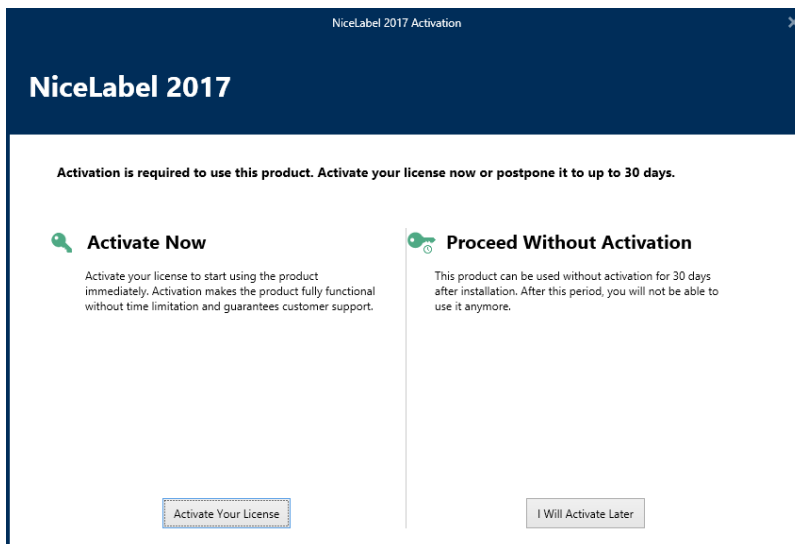 NiceLabel 2017 Activation
NiceLabel 2017
Activation is required to use this product. Activate your license now or postpone it to up to 30 days.
Activate Now
Activate your license to start using the product
immediately. Activation makes the product fully functional
without time limitation and guarantees customer support.
Activate Your License
Proceed Without Activation
This product can be used without activation for 30 days
after installation. After this period, you will not be able to
use it anymore.
I Will Activate Later